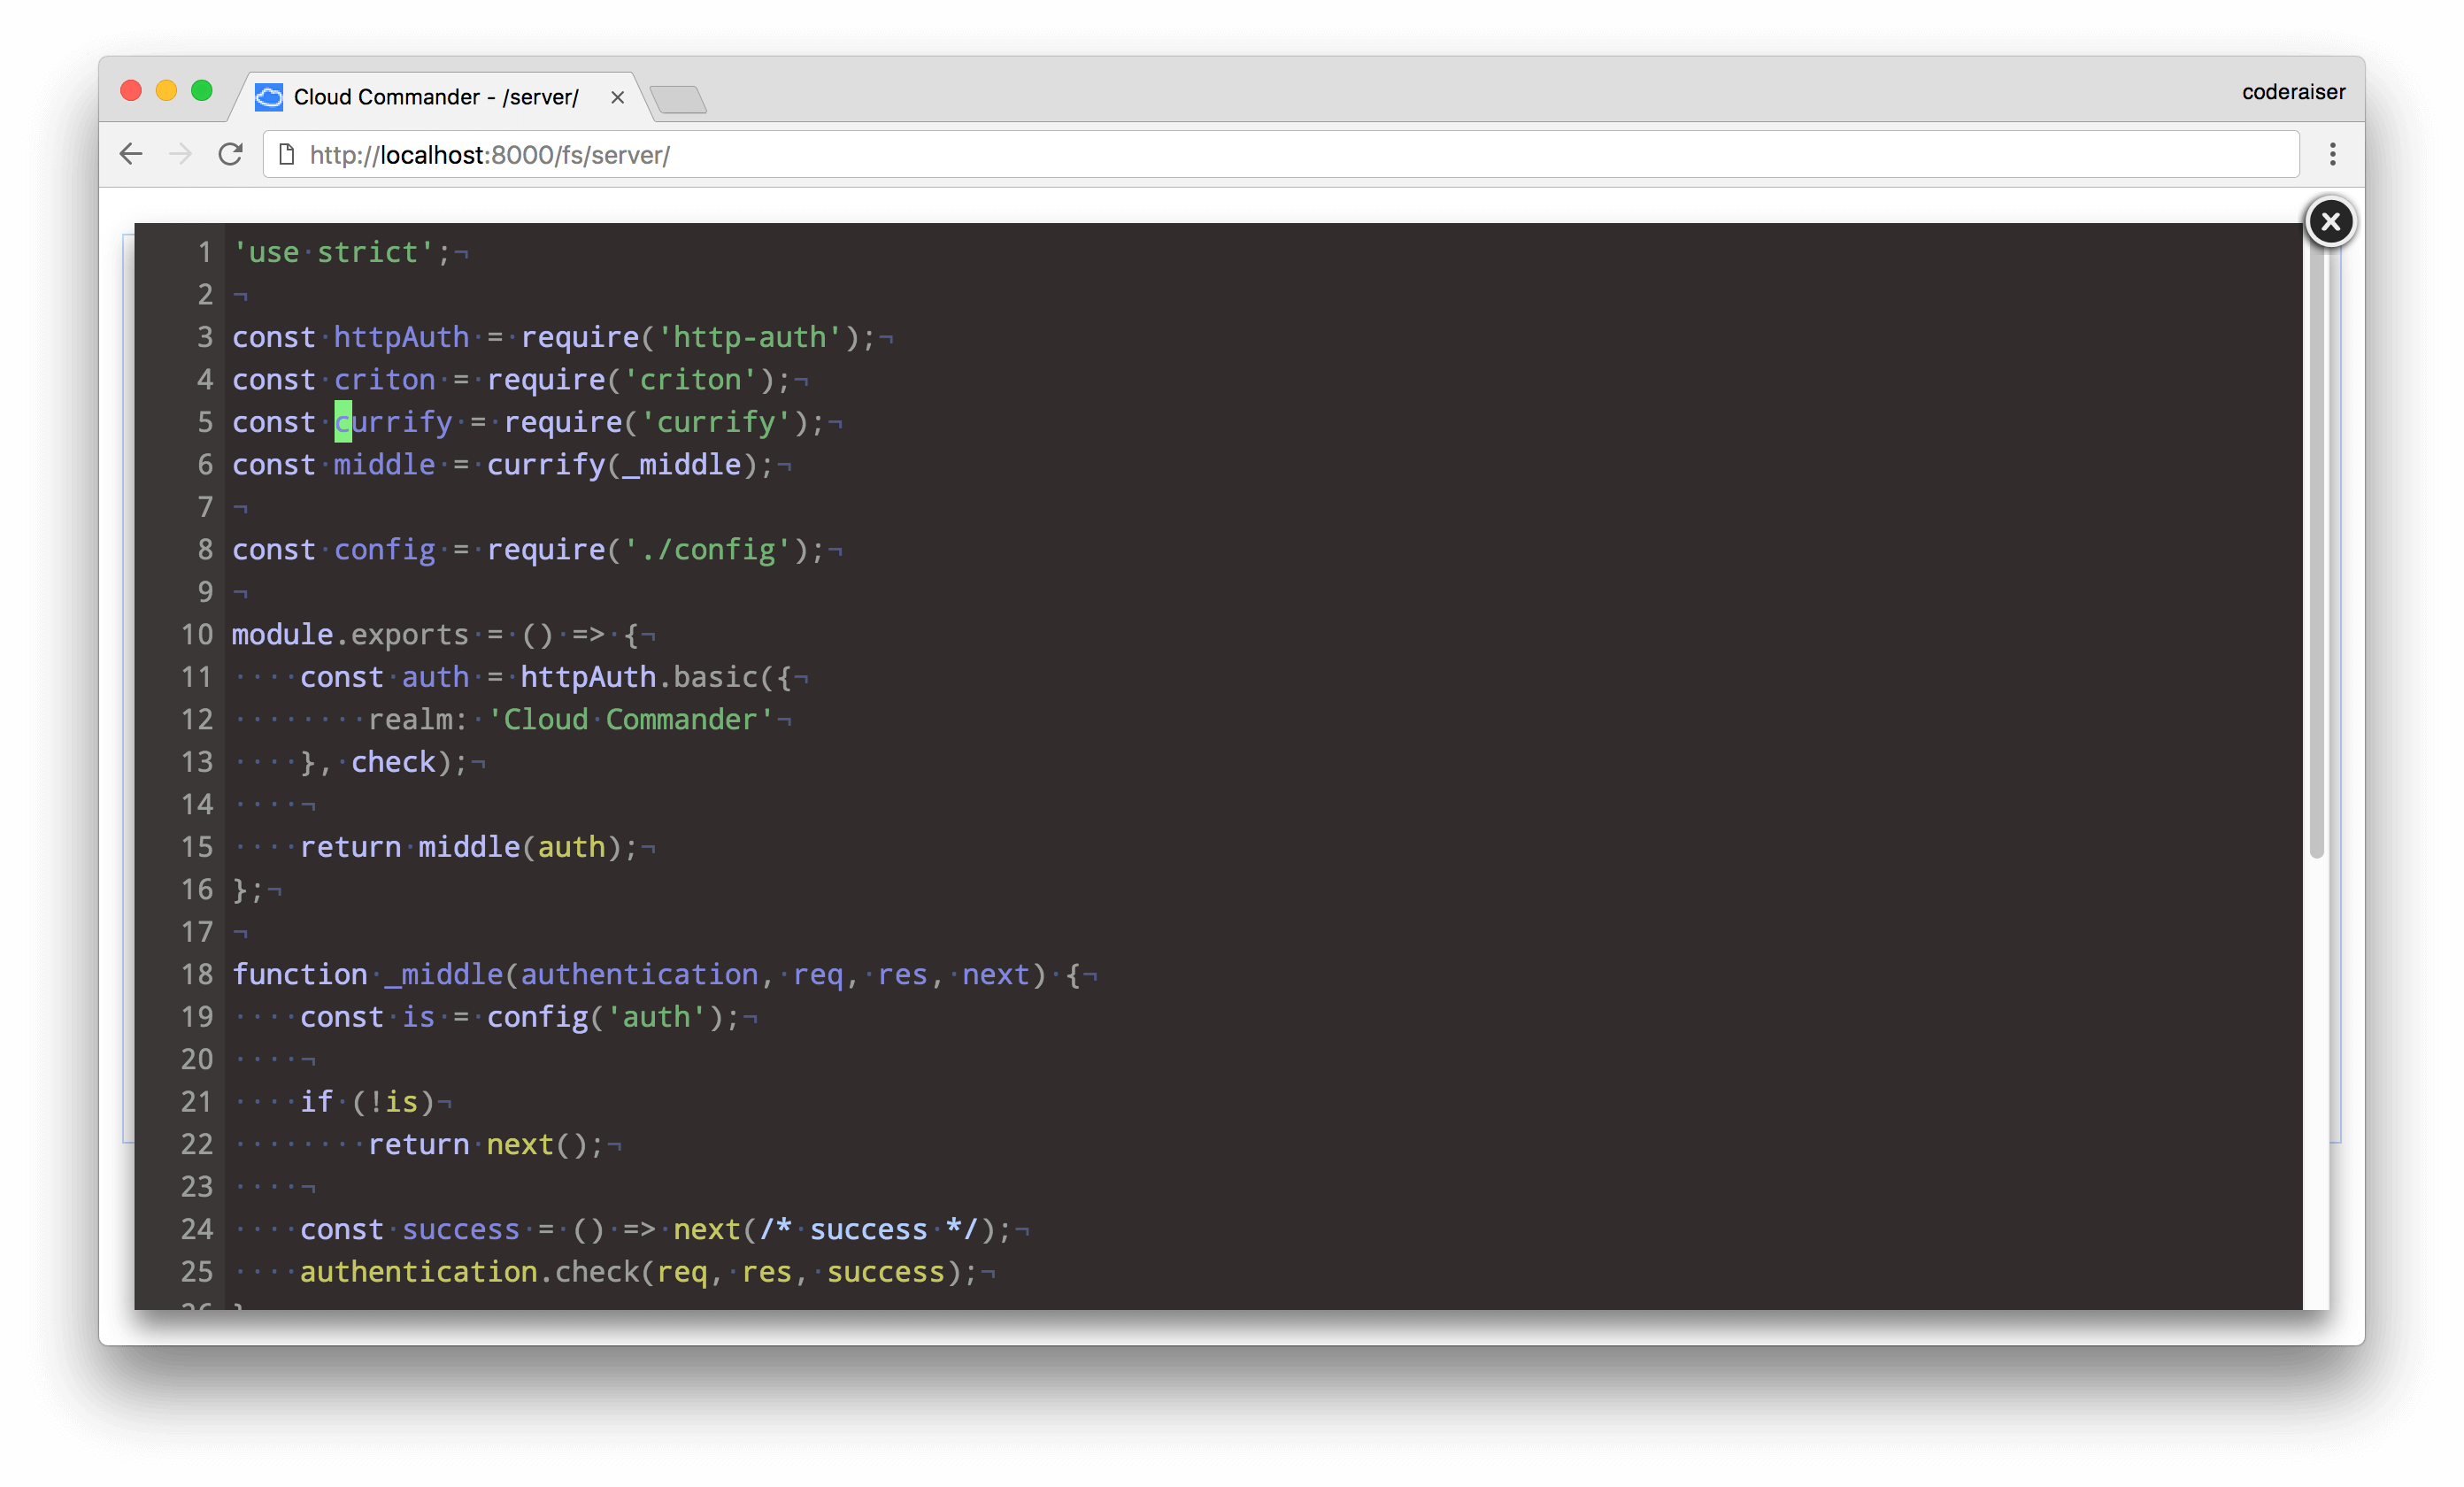 Cloud Commander - /server/
coderaiser
http://localhost:8000/fs/server/
1 'use strict';¬
2 ¬
3 const httpAuth = require('http-auth');¬
4 const criton = require('criton');¬
5 const currify = require('currify');¬
6 const middle = currify(_middle);¬
7 ¬
8 const config = require('./config');¬
9 ¬
10 module.exports = () => {¬
11 ····const auth = httpAuth.basic({¬
12 ········realm: 'Cloud Commander'¬
13 ····}, check);¬
14 ····¬
15 ····return middle(auth);¬
16 };¬
17 ¬
18 function _middle(authentication, req, res, next) {¬
19 ····const is = config('auth');¬
20 ····¬
21 ····if (!is)¬
22 ········return next();¬
23 ····¬
24 ····const success = () => next(/* success */);¬
25 ····authentication.check(req, res, success);¬
26 }